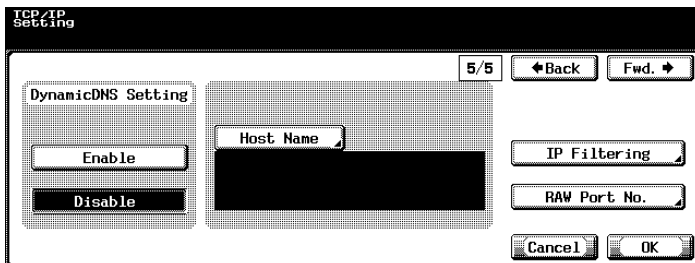 TCP/IP
Setting
5/5
←Back
Fwd. →
DynamicDNS Setting
Enable
Disable
Host Name
IP Filtering
RAW Port No.
Cancel
OK